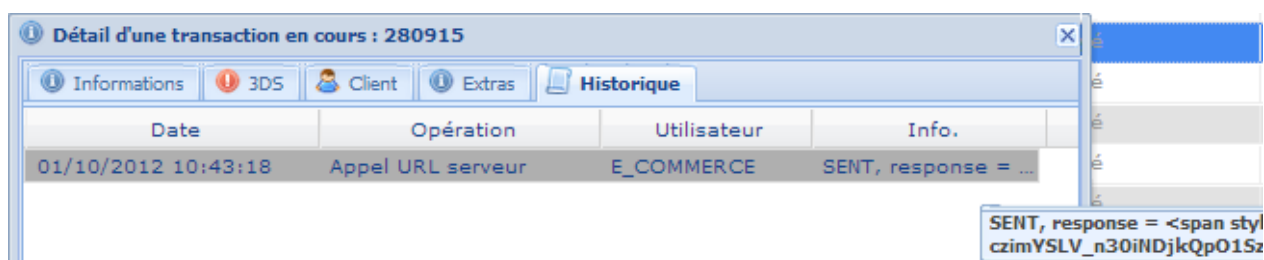 Détail d'une transaction en cours : 280915
Informations 3DS Client Extras Historique
Date Opération Utilisateur Info.
01/10/2012 10:43:18 Appel URL serveur E_COMMERCE SENT, response = ...
é
é
é
é
é
SENT, response = <span styl
czimYSLV_n30iNDjkQpO1Sz